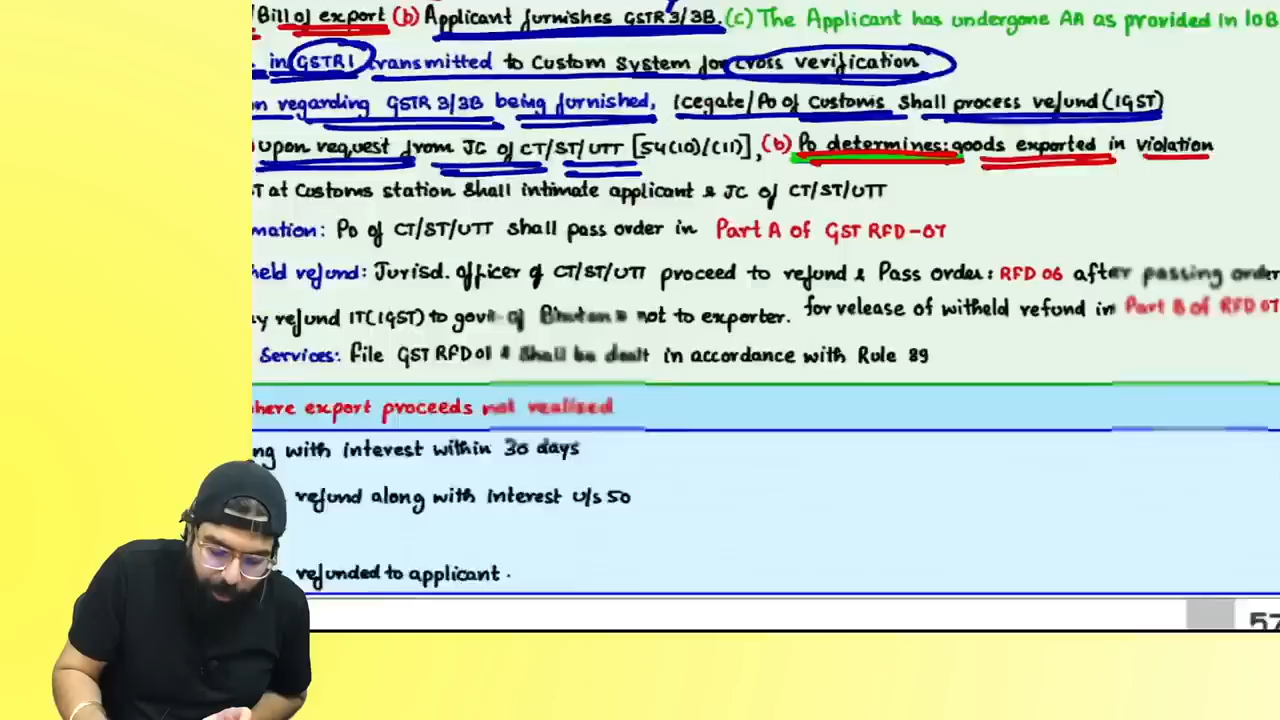 Bill of export (b) Applicant furnishes GSTR 3/3B. (c) The Applicant has undergone AA as provided in 10B
in GSTR1 transmitted to Custom System for cross verification
n regarding GSTR 3/3B being furnished, Icegate/PO of Customs shall process refund (IGST)
upon request from JC of CT/ST/UTT [54(10)/(11)], (b) PO determines: goods exported in violation
T at Customs station shall intimate applicant & JC of CT/ST/UTT
mation: PO of CT/ST/UTT shall pass order in Part A of GST RFD-07
held refund: Jurisd. officer of CT/ST/UTT proceed to refund & Pass order: RFD 06 after passing order
for release of witheld refund in Part B of RFD 07
y refund IT(IGST) to govt of Bhutan & not to exporter.
Services: file GST RFD 01 & shall be dealt in accordance with Rule 89
here export proceeds not realised
ng with interest within 30 days
refund along with Interest U/s 50
refunded to applicant.
57